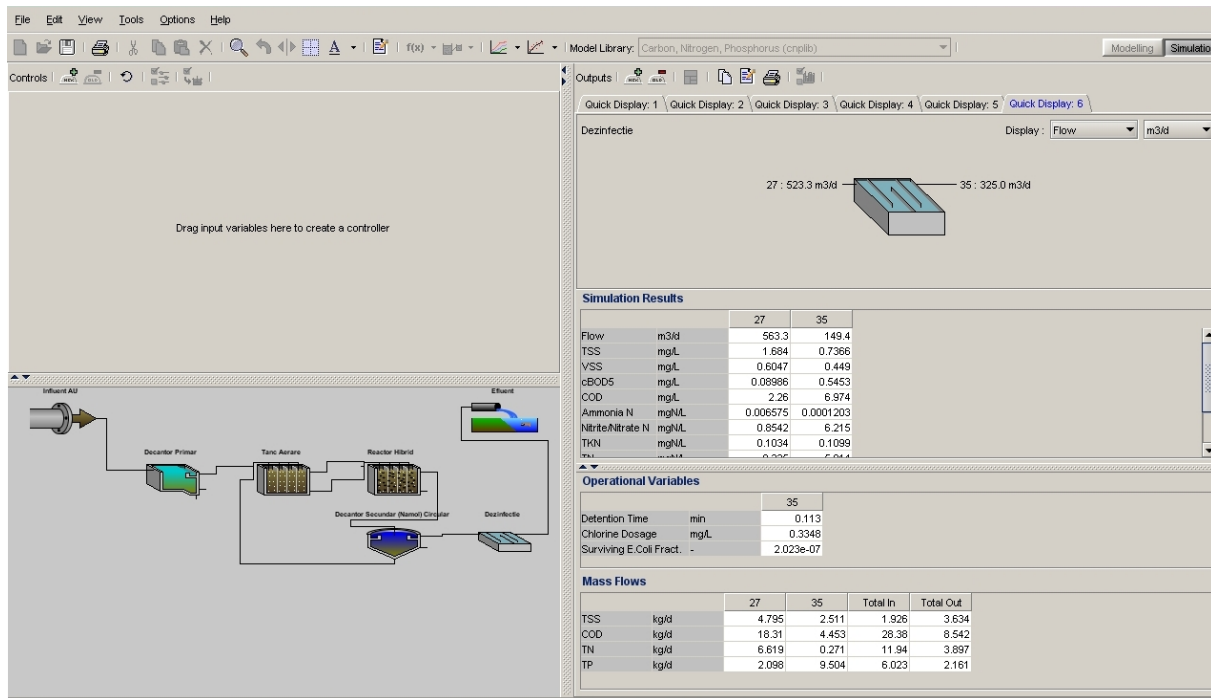 File Edit View Tools Options Help
f(x) Model Library: Carbon, Nitrogen, Phosphorus (cnplib) Modelling Simulatio
Controls
Drag input variables here to create a controller
Influent AU
Decantor Primar
Tanc Aerare
Reactor Hibrid
Decantor Secundar (Namol) Circular
Dezinfectie
Efluent
Outputs
Quick Display: 1 Quick Display: 2 Quick Display: 3 Quick Display: 4 Quick Display: 5 Quick Display: 6
Dezinfectie Display: Flow m3/d
27 : 523.3 m3/d 35 : 325.0 m3/d
Simulation Results
27 35
Flow m3/d 563.3 149.4
TSS mg/L 1.684 0.7366
VSS mg/L 0.6047 0.449
cBOD5 mg/L 0.08986 0.5453
COD mg/L 2.26 6.974
Ammonia N mgN/L 0.006575 0.0001203
Nitrite/Nitrate N mgN/L 0.8542 6.215
TKN mgN/L 0.1034 0.1099
Operational Variables
35
Detention Time min 0.113
Chlorine Dosage mg/L 0.3348
Surviving E.Coli Fract. - 2.023e-07
Mass Flows
27 35 Total In Total Out
TSS kg/d 4.795 2.511 1.926 3.634
COD kg/d 18.31 4.453 28.38 8.542
TN kg/d 6.619 0.271 11.94 3.897
TP kg/d 2.098 9.504 6.023 2.161